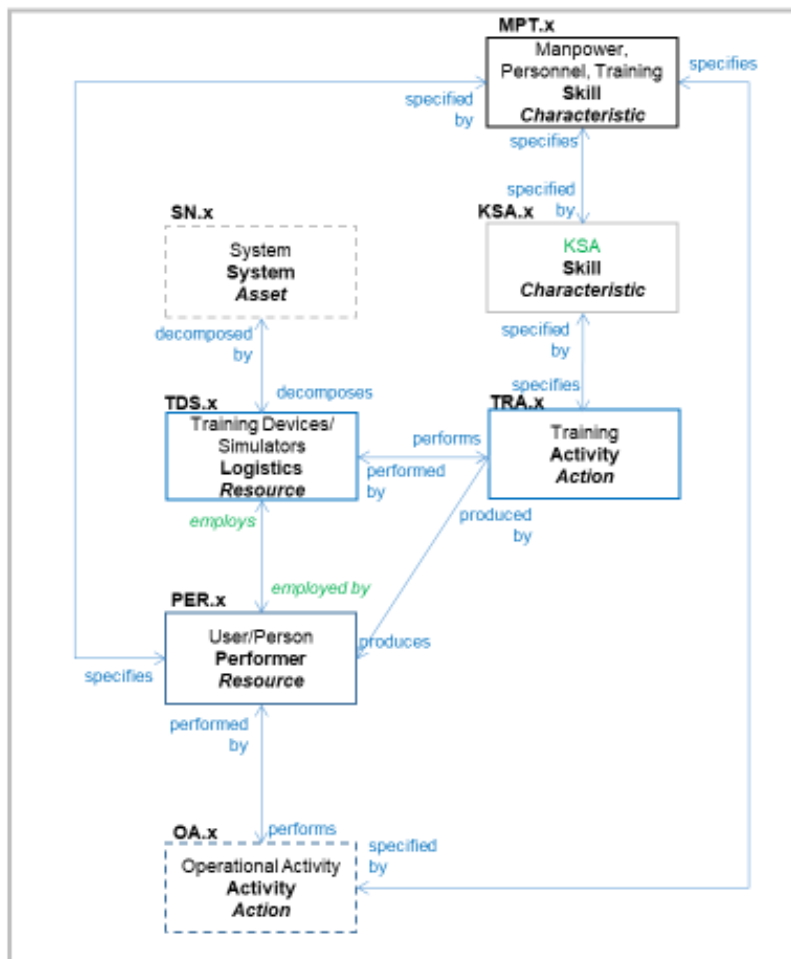 MPT.x
Manpower,
Personnel, Training
Skill
Characteristic
specifies
specified
by
specifies
specified
by
KSA.x
KSA
Skill
Characteristic
SN.x
System
System
Asset
decomposed
by
decomposes
specified
by
specifies
TDS.x
Training Devices/
Simulators
Logistics
Resource
performs
performed
by
TRA.x
Training
Activity
Action
produced
by
employs
employed by
PER.x
User/Person
Performer
Resource
produces
specifies
performed
by
performs
OA.x
Operational Activity
Activity
Action
specified
by